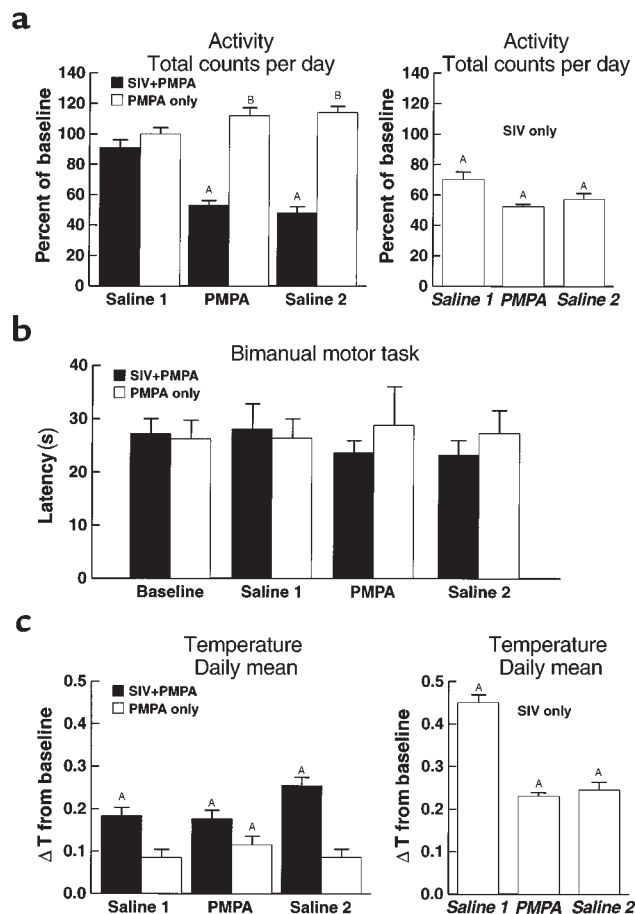 a
Activity
Total counts per day
SIV+PMPA
PMPA only
Percent of baseline
140
120
100
80
60
40
20
0
A
B
A
B
Saline 1 PMPA Saline 2
Activity
Total counts per day
SIV only
Percent of baseline
140
120
100
80
60
40
20
0
A
A
A
Saline 1 PMPA Saline 2
b
Bimanual motor task
SIV+PMPA
PMPA only
Latency (s)
40
30
20
10
0
Baseline Saline 1 PMPA Saline 2
c
Temperature
Daily mean
SIV+PMPA
PMPA only
Δ T from baseline
0.5
0.4
0.3
0.2
0.1
0.0
A
A
A
A
Saline 1 PMPA Saline 2
Temperature
Daily mean
SIV only
Δ T from baseline
0.5
0.4
0.3
0.2
0.1
0.0
A
A
A
Saline 1 PMPA Saline 2